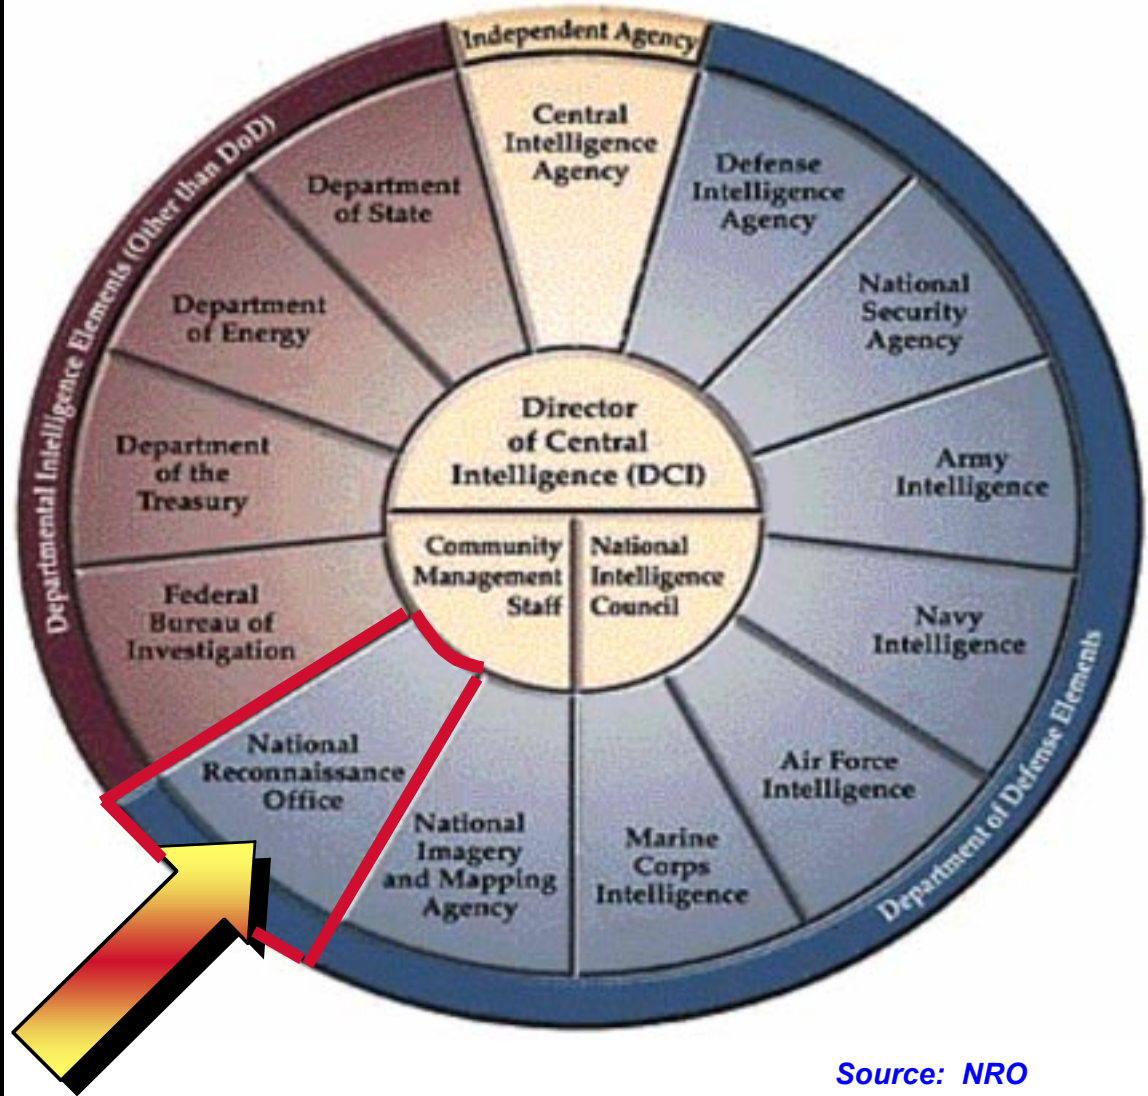 Independent Agency
Central
Intelligence
Agency
Defense
Intelligence
Agency
National
Security
Agency
Army
Intelligence
Navy
Intelligence
Air Force
Intelligence
Marine
Corps
Intelligence
National
Imagery
and Mapping
Agency
National
Reconnaissance
Office
Federal
Bureau of
Investigation
Department
of the
Treasury
Department
of Energy
Department
of State
Departmental Intelligence Elements (Other than DoD)
Department of Defense Elements
Director
of Central
Intelligence (DCI)
Community
Management
Staff
National
Intelligence
Council
Source: NRO